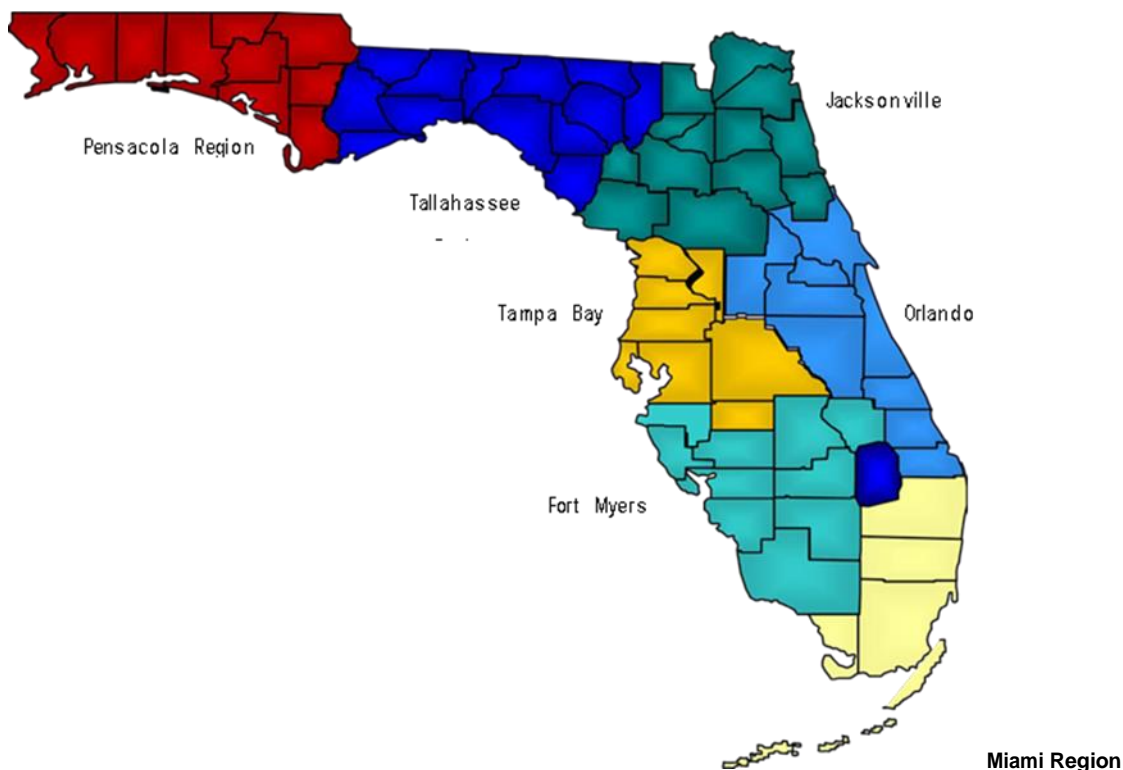 Jacksonville
Pensacola Region
Tallahassee
Tampa Bay
Orlando
Fort Myers
Miami Region